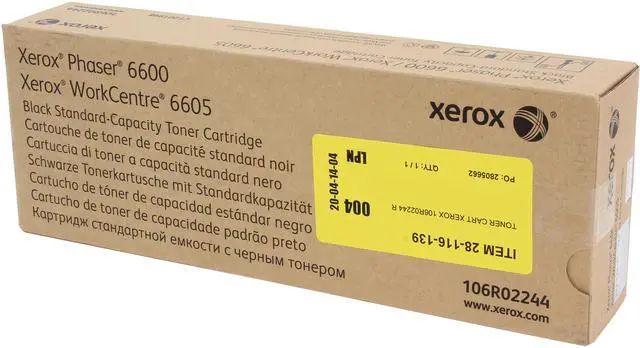 Xerox® Phaser® 6600
Xerox® WorkCentre® 6605
Black Standard-Capacity Toner Cartridge
Cartouche de toner de capacité standard noir
Cartuccia di toner a capacità standard nero
Schwarze Tonerkartusche mit Standardkapazität
Cartucho de tóner de capacidad estándar negro
Cartucho de toner de capacidade padrão preto
Картридж стандартной емкости с черным тонером
xerox
ITEM 28-116-139
TONER CART XEROX 106R02244 R
004
20-04-14-04
LPN
QTY: 1 / 1
PO: 2805662
106R02244
www.xerox.com